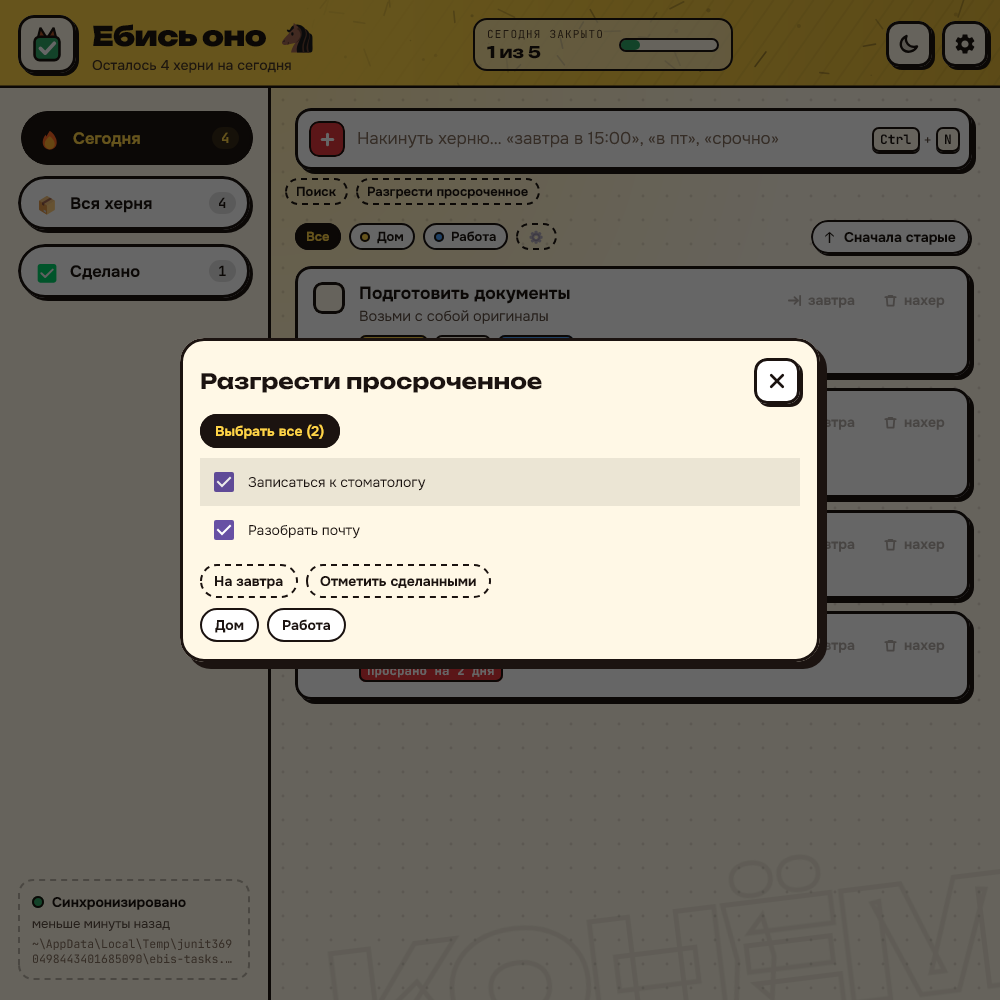 Ебись оно
Осталось 4 херни на сегодня
СЕГОДНЯ ЗАКРЫТО
1 из 5
Сегодня 4
Вся херня 4
Сделано 1
Накинуть херню… «завтра в 15:00», «в пт», «срочно» Ctrl + N
Поиск Разгрести просроченное
Все Дом Работа ↑ Сначала старые
Подготовить документы завтра нахер
Возьми с собой оригиналы
Разгрести просроченное
Выбрать все (2)
нахер
Записаться к стоматологу
Разобрать почту
нахер
На завтра Отметить сделанными
Дом Работа
нахер
Просрано на 2 дня
Синхронизировано
меньше минуты назад
~\AppData\Local\Temp\junit369
0498443401685090\ebis-tasks.…
КОНЁМ